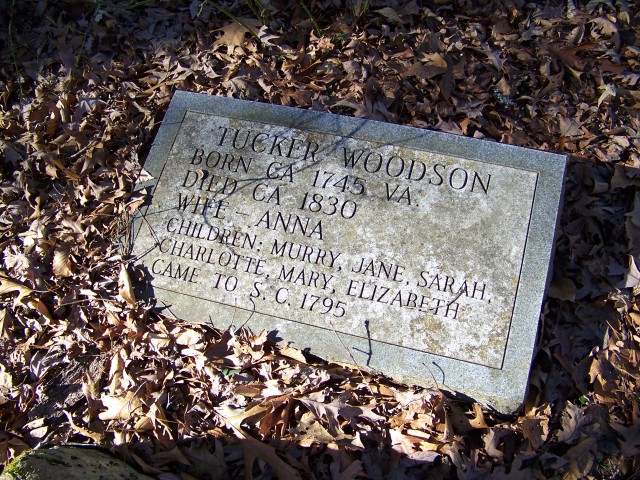 TUCKER WOODSON
BORN CA 1745 VA.
DIED CA 1830
WIFE - ANNA
CHILDREN: MURRY, JANE, SARAH,
CHARLOTTE, MARY, ELIZABETH
CAME TO S.C. 1795